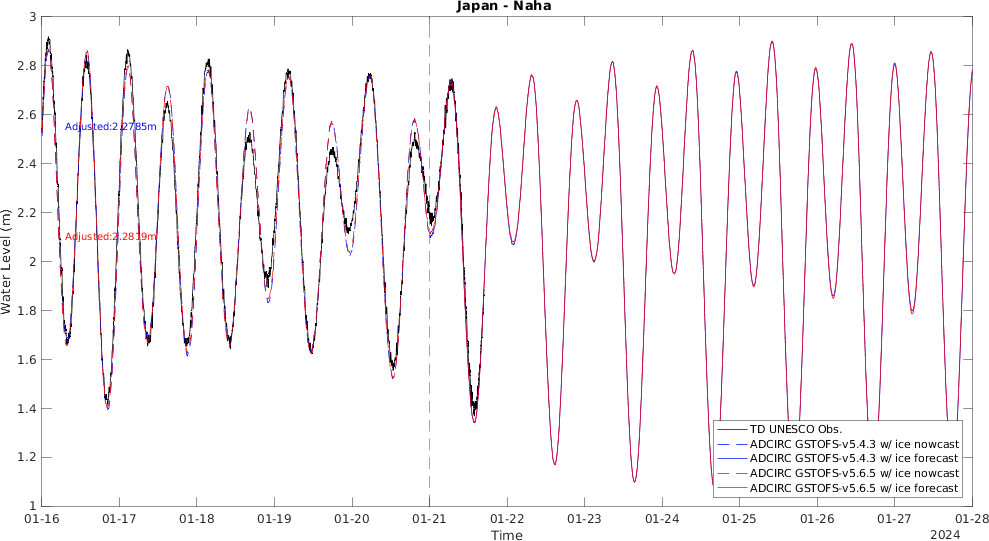 Japan - Naha
3
2.8
2.6
2.4
2.2
2
1.8
1.6
1.4
1.2
1
Water Level (m)
Adjusted:2.2785m
Adjusted:2.2819m
TD UNESCO Obs.
ADCIRC GSTOFS-v5.4.3 w/ ice nowcast
ADCIRC GSTOFS-v5.4.3 w/ ice forecast
ADCIRC GSTOFS-v5.6.5 w/ ice nowcast
ADCIRC GSTOFS-v5.6.5 w/ ice forecast
01-16 01-17 01-18 01-19 01-20 01-21 01-22 01-23 01-24 01-25 01-26 01-27 01-28
Time
2024